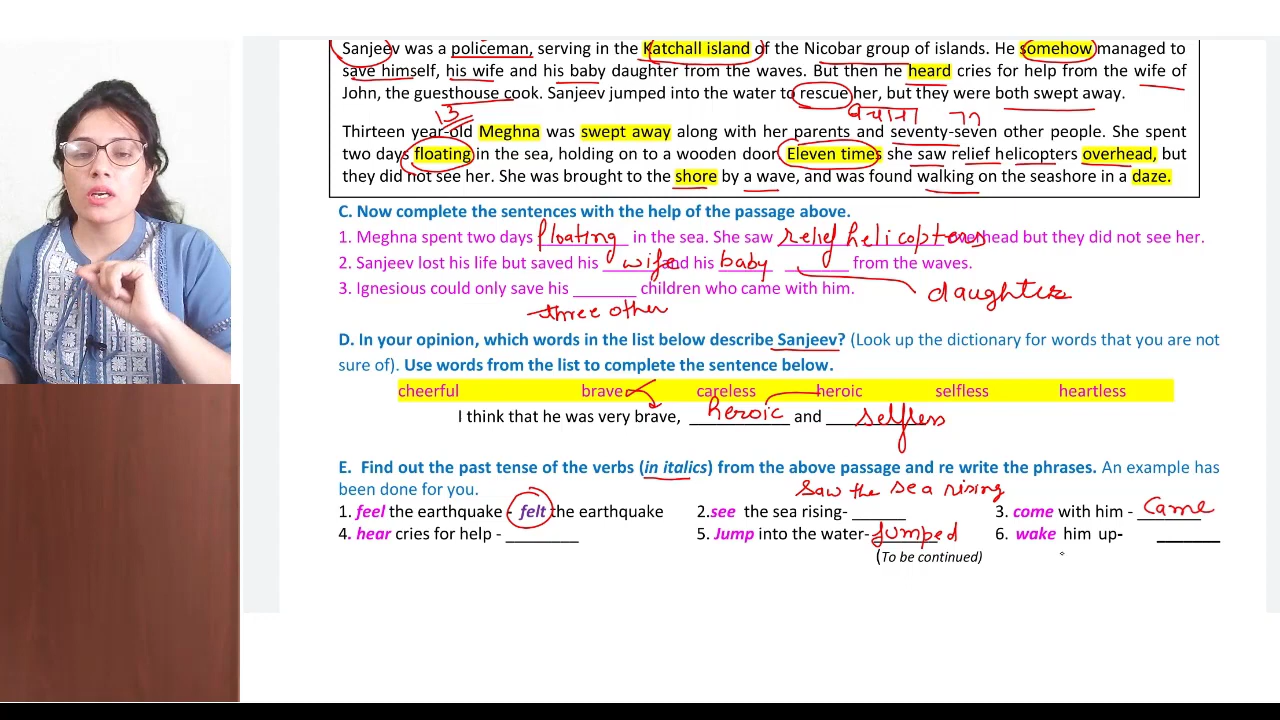 Sanjeev was a policeman, serving in the Katchall island of the Nicobar group of islands. He somehow managed to
save himself, his wife and his baby daughter from the waves. But then he heard cries for help from the wife of
John, the guesthouse cook. Sanjeev jumped into the water to rescue her, but they were both swept away.
13 बचाना 77
Thirteen year-old Meghna was swept away along with her parents and seventy-seven other people. She spent
two days floating in the sea, holding on to a wooden door. Eleven times she saw relief helicopters overhead, but
they did not see her. She was brought to the shore by a wave, and was found walking on the seashore in a daze.
C. Now complete the sentences with the help of the passage above.
1. Meghna spent two days floating in the sea. She saw relief helicopters overhead but they did not see her.
2. Sanjeev lost his life but saved his wife and his baby ________ from the waves.
daughter
3. Ignesious could only save his _______ children who came with him.
three other
D. In your opinion, which words in the list below describe Sanjeev? (Look up the dictionary for words that you are not
sure of). Use words from the list to complete the sentence below.
cheerful brave careless heroic selfless heartless
I think that he was very brave, heroic and selfless
E. Find out the past tense of the verbs (in italics) from the above passage and re write the phrases. An example has
been done for you.
saw the sea rising
1. feel the earthquake - felt the earthquake 2.see the sea rising- ______ 3. come with him - came
4. hear cries for help - ________ 5. Jump into the water- Jumped 6. wake him up- ________
(To be continued)